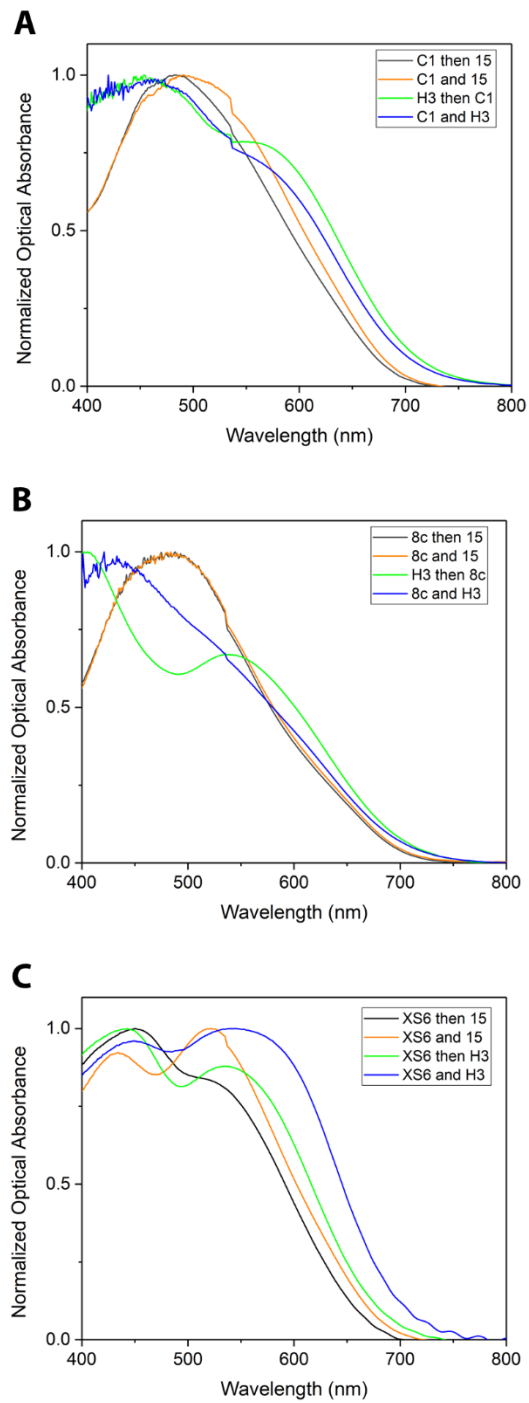 A
1.0
0.5
0.0
400
500
600
700
800
Normalized Optical Absorbance
Wavelength (nm)
C1 then 15
C1 and 15
H3 then C1
C1 and H3
B
1.0
0.5
0.0
400
500
600
700
800
Normalized Optical Absorbance
Wavelength (nm)
8c then 15
8c and 15
H3 then 8c
8c and H3
C
1.0
0.5
0.0
400
500
600
700
800
Normalized Optical Absorbance
Wavelength (nm)
XS6 then 15
XS6 and 15
XS6 then H3
XS6 and H3